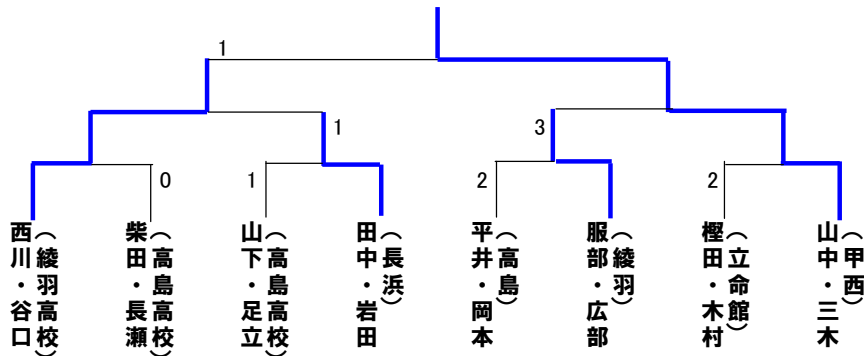 1
1
3
0
1
2
2
西川・谷口
（綾羽高校）
柴田・長瀬
（高島高校）
山下・足立
（高島高校）
田中・岩田
（長浜）
平井・岡本
（高島）
服部・広部
（綾羽）
樫田・木村
（立命館）
山中・三木
（甲西）